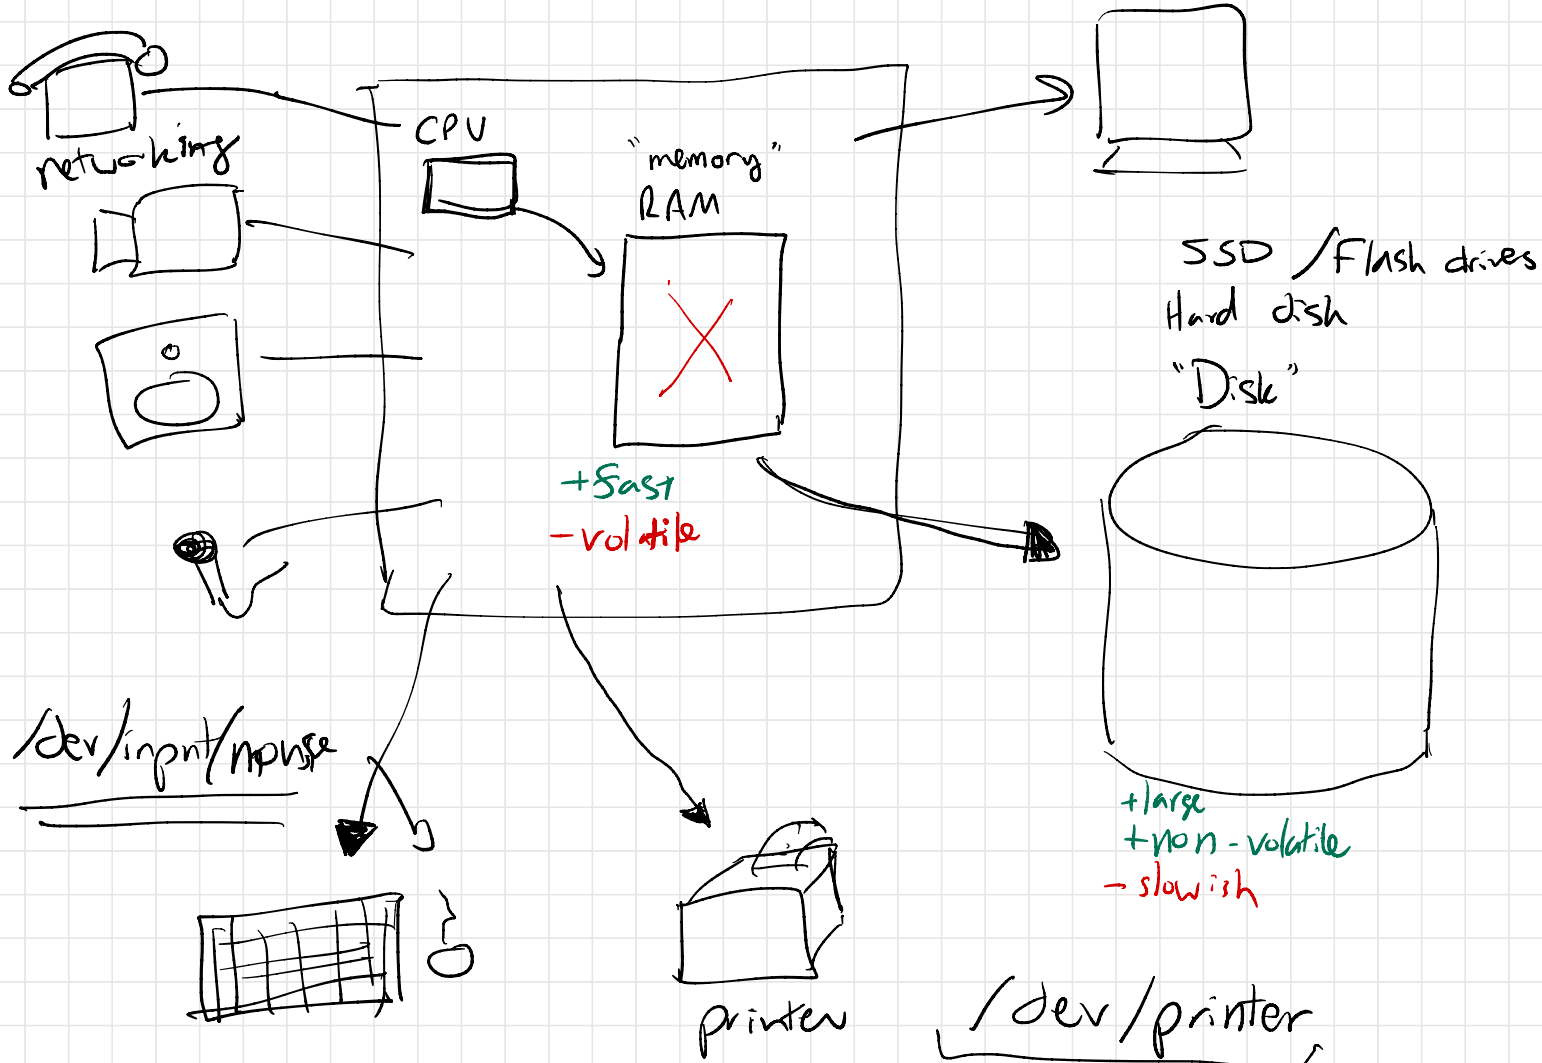 networking
CPU
"memory"
RAM
+fast
-volatile
SSD /Flash drives
Hard disk
"Disk"
+large
+non-volatile
- slowish
/dev/input/mouse
printer
/dev/printer